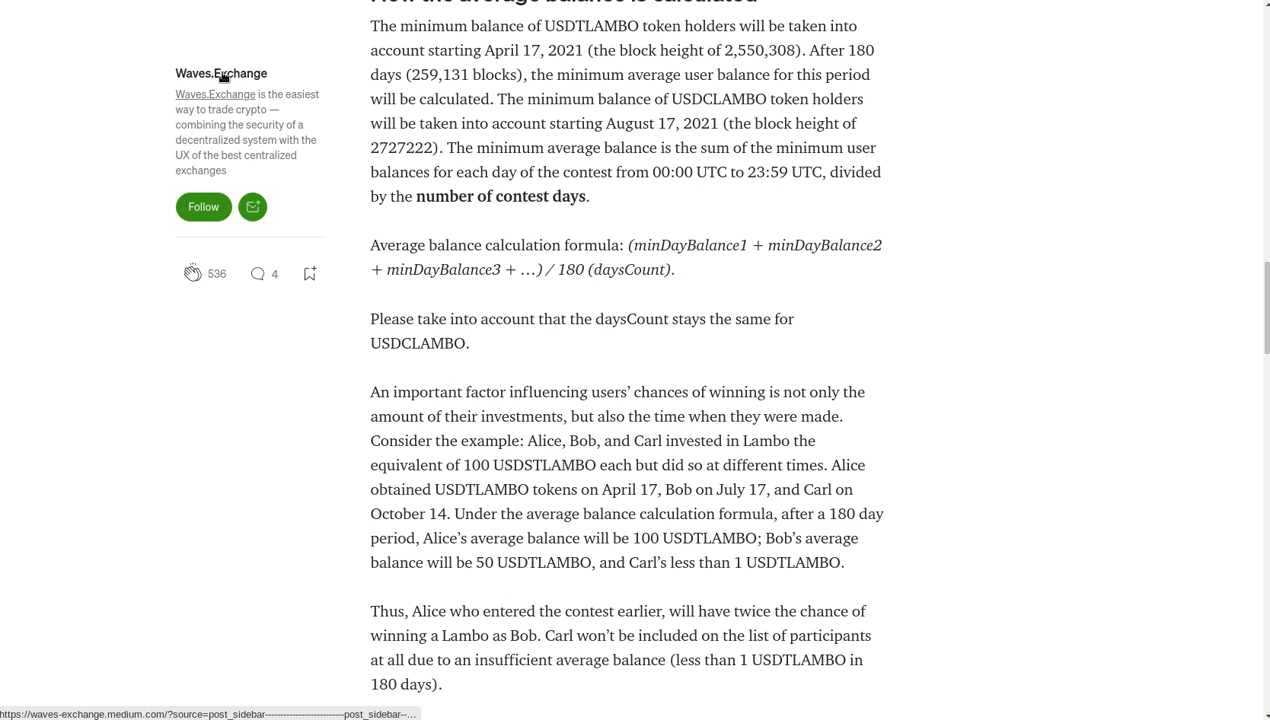 How the average balance is calculated
The minimum balance of USDTLAMBO token holders will be taken into
account starting April 17, 2021 (the block height of 2,550,308). After 180
days (259,131 blocks), the minimum average user balance for this period
will be calculated. The minimum balance of USDCLAMBO token holders
will be taken into account starting August 17, 2021 (the block height of
2727222). The minimum average balance is the sum of the minimum user
balances for each day of the contest from 00:00 UTC to 23:59 UTC, divided
by the number of contest days.
Waves.Exchange
Waves.Exchange is the easiest
way to trade crypto —
combining the security of a
decentralized system with the
UX of the best centralized
exchanges
Follow
536
4
Average balance calculation formula: (minDayBalance1 + minDayBalance2
+ minDayBalance3 + …) / 180 (daysCount).
Please take into account that the daysCount stays the same for
USDCLAMBO.
An important factor influencing users’ chances of winning is not only the
amount of their investments, but also the time when they were made.
Consider the example: Alice, Bob, and Carl invested in Lambo the
equivalent of 100 USDSTLAMBO each but did so at different times. Alice
obtained USDTLAMBO tokens on April 17, Bob on July 17, and Carl on
October 14. Under the average balance calculation formula, after a 180 day
period, Alice’s average balance will be 100 USDTLAMBO; Bob’s average
balance will be 50 USDTLAMBO, and Carl’s less than 1 USDTLAMBO.
Thus, Alice who entered the contest earlier, will have twice the chance of
winning a Lambo as Bob. Carl won’t be included on the list of participants
at all due to an insufficient average balance (less than 1 USDTLAMBO in
180 days).
https://waves-exchange.medium.com/?source=post_sidebar--------------------------post_sidebar--…